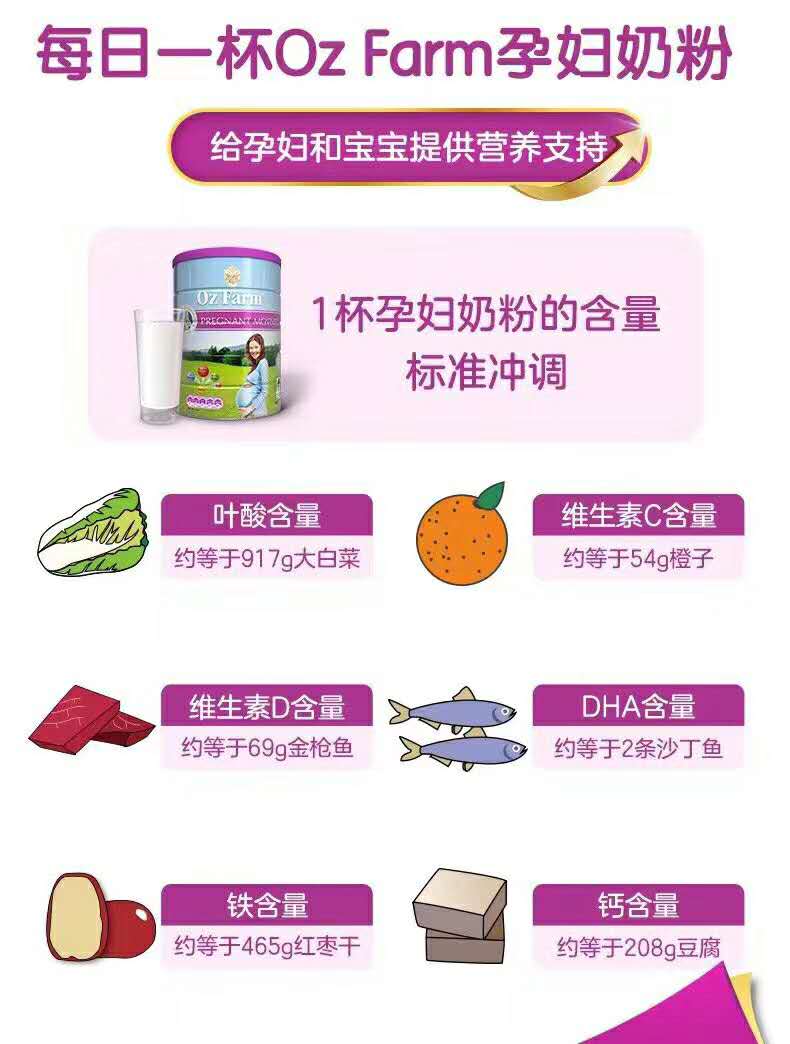 每日一杯Oz Farm孕妇奶粉
给孕妇和宝宝提供营养支持
Oz Farm
PREGNANT MOTHER
1杯孕妇奶粉的含量
标准冲调
叶酸含量
约等于917g大白菜
维生素C含量
约等于54g橙子
维生素D含量
约等于69g金枪鱼
DHA含量
约等于2条沙丁鱼
铁含量
约等于465g红枣干
钙含量
约等于208g豆腐